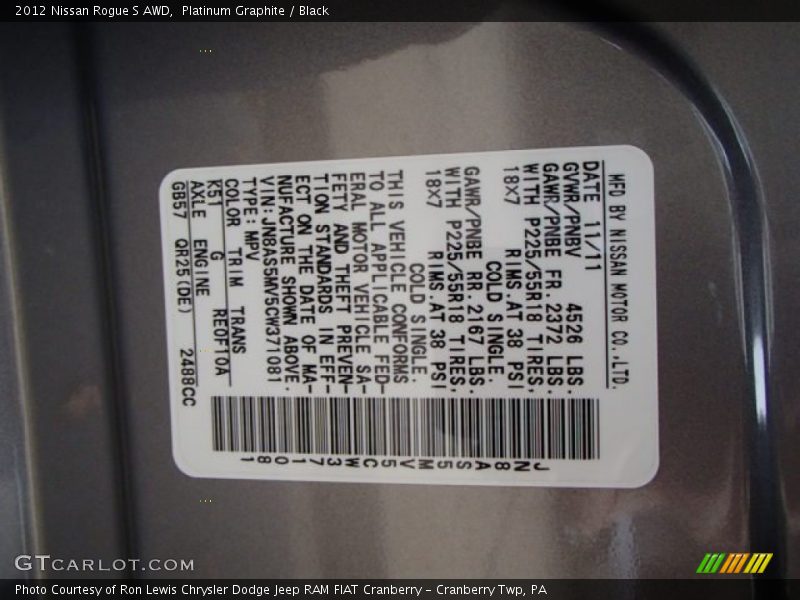 2012 Nissan Rogue S AWD,  Platinum Graphite / Black
MFD BY NISSAN MOTOR CO.,LTD.
DATE 11/11
GVWR/PNBV 4526 LBS.
GAWR/PNBE FR. 2372 LBS.
WITH P225/55R18 TIRES,
18X7 RIMS.AT 38 PSI
COLD SINGLE.
GAWR/PNBE RR. 2167 LBS.
WITH P225/55R18 TIRES,
18X7 RIMS.AT 38 PSI
COLD SINGLE.
THIS VEHICLE CONFORMS
TO ALL APPLICABLE FED-
ERAL MOTOR VEHICLE SA-
FETY AND THEFT PREVEN-
TION STANDARDS IN EFF-
ECT ON THE DATE OF MA-
NUFACTURE SHOWN ABOVE.
VIN: JN8AS5MV5CW371081
TYPE: MPV
COLOR TRIM TRANS
K51 G RE0F10A
AXLE ENGINE
GB57 QR25(DE) 2488CC
JN8AS5MV5CW371081
GTCARLOT.COM
Photo Courtesy of Ron Lewis Chrysler Dodge Jeep RAM FIAT Cranberry – Cranberry Twp, PA